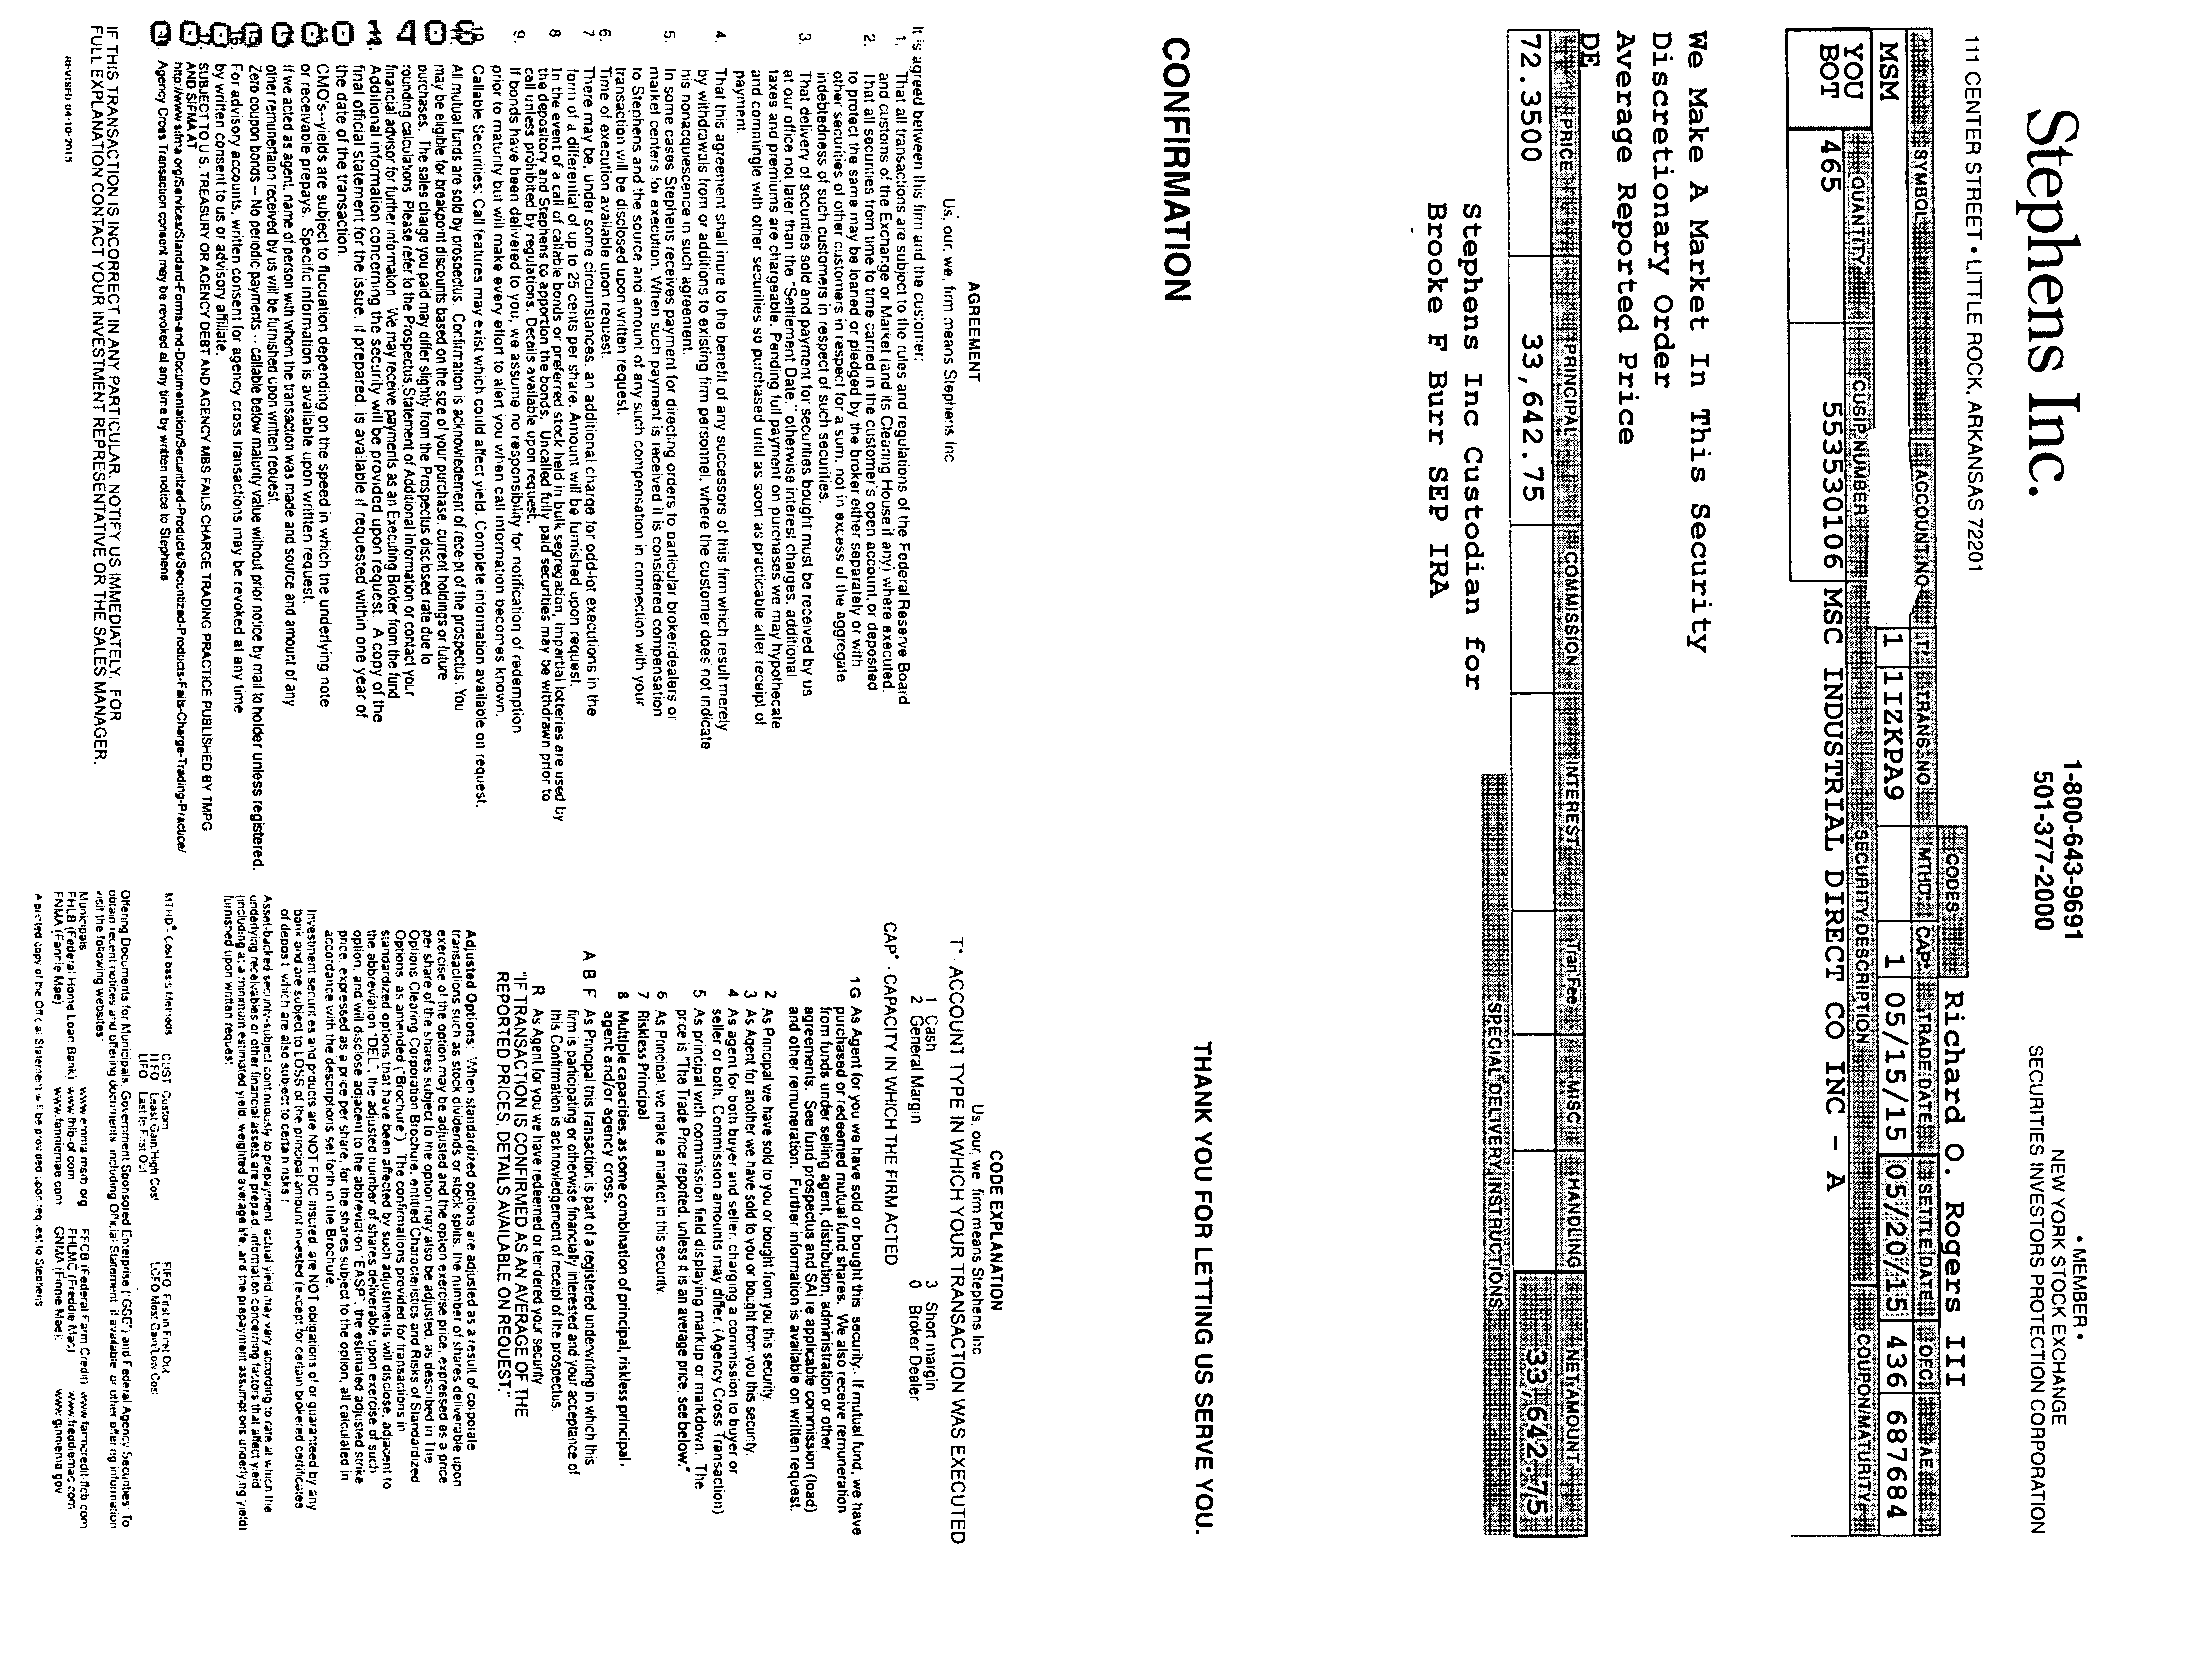 Stephens Inc.
111 CENTER STREET • LITTLE ROCK, ARKANSAS 72201
1-800-643-9691
501-377-2000
• MEMBER •
NEW YORK STOCK EXCHANGE
SECURITIES INVESTORS PROTECTION CORPORATION
CODES Richard O. Rogers III
SYMBOL ACCOUNT NO. T* TRANS NO. MTHD* CAP* TRADE DATE SETTLE DATE OFC AE
MSM 1 1IZKPA9 1 05/15/15 05/20/15 436 687684
YOU BOT QUANTITY CUSIP NUMBER SECURITY DESCRIPTION COUPON/MATURITY
465 553530106 MSC INDUSTRIAL DIRECT CO INC - A
We Make A Market In This Security
Discretionary Order
Average Reported Price
DE
PRICE PRINCIPAL COMMISSION INTEREST Tran Fee MISC HANDLING NET AMOUNT
72.3500 33,642.75 33,642.75
SPECIAL DELIVERY INSTRUCTIONS
Stephens Inc Custodian for
Brooke F Burr SEP IRA
CONFIRMATION
THANK YOU FOR LETTING US SERVE YOU.
AGREEMENT
Us, our, we, firm means Stephens Inc
It is agreed between this firm and the customer:
1. That all transactions are subject to the rules and regulations of the Federal Reserve Board
and customs of the Exchange or Market (and its Clearing House if any) where executed.
2. That all securities from time to time carried in the customer's open account, or deposited
to protect the same may be loaned or pledged by the broker either separately or with
other securities of other customers in respect for a sum, not in excess of the aggregate
indebtedness of such customers in respect of such securities.
3. That delivery of securities sold and payment for securities bought must be received by us
at our office not later than the "Settlement Date," otherwise interest charges, additional
taxes and premiums are chargeable. Pending full payment on purchases we may hypothecate
and commingle with other securities so purchased until as soon as practicable after receipt of
payment.
4. That this agreement shall inure to the benefit of any successors of this firm which result merely
by withdrawals from or additions to existing firm personnel, where the customer does not indicate
his nonacquiescence in such agreement.
5. In some cases Stephens receives payment for directing orders to particular broker/dealers or
market centers for execution. When such payment is received it is considered compensation
to Stephens and the source and amount of any such compensation in connection with your
transaction will be disclosed upon written request.
6. Time of execution available upon request.
7. There may be, under some circumstances, an additional charge for odd-lot executions in the
form of a differential of up to 25 cents per share. Amount will be furnished upon request.
8. In the event of a call of callable bonds or preferred stock held in bulk segregation, impartial lotteries are used by
the depository and Stephens to apportion the bonds. Uncalled fully paid securities may be withdrawn prior to
call unless prohibited by regulations. Details available upon request.
9. If bonds have been delivered to you, we assume no responsibility for notification of redemption
prior to maturity but will make every effort to alert you when call information becomes known.
Callable Securities: Call features may exist which could affect yield. Complete information available on request.
All mutual funds are sold by prospectus. Confirmation is acknowledement of receipt of the prospectus. You
may be eligible for breakpoint discounts based on the size of your purchase, current holdings or future
purchases. The sales charge you paid may differ slightly from the Prospectus disclosed rate due to
rounding calculations. Please refer to the Prospectus, Statement of Additional Information or contact your
financial advisor for further information. We may receive payments as an Executing Broker from the fund
Additional information concerning the security will be provided upon request. A copy of the
final official statement for the issue, if prepared, is available if requested within one year of
the date of the transaction.
CMO's--yields are subject to flucuation depending on the speed in which the underlying note
or receivable prepays. Specific information is available upon writtten request.
If we acted as agent, name of person with whom the transaction was made and source and amount of any
other remunertaion received by us will be furnished upon written request.
Zero coupon bonds -- No periodic payments -- callable below maturity value without prior notice by mail to holder unless registered.
For advisory accounts, written consent for agency cross transactions may be revoked at any time
by written consent to us or advisory affiliate.
SUBJECT TO U.S. TREASURY OR AGENCY DEBT AND AGENCY MBS FAILS CHARGE TRADING PRACTICE PUBLISHED BY TMPG
AND SIFMA AT
http://www.sifma.org/Services/Standard-Forms-and-Documentation/Securitized-Products/Securitized-Products-Fails-Charge-Trading-Practice/
Agency Cross Transaction consent may be revoked at any time by written notice to Stephens
00000001406
IF THIS TRANSACTION IS INCORRECT IN ANY PARTICULAR, NOTIFY US IMMEDIATELY. FOR
FULL EXPLANATION CONTACT YOUR INVESTMENT REPRESENTATIVE OR THE SALES MANAGER.
REVISED 04-10-2015
CODE EXPLANATION
Us, our, we, firm means Stephens Inc
T* - ACCOUNT TYPE IN WHICH YOUR TRANSACTION WAS EXECUTED
1 Cash 3 Short margin
2 General Margin 0 Broker Dealer
CAP* - CAPACITY IN WHICH THE FIRM ACTED
1G As Agent for you we have sold or bought this security. If mutual fund, we have
purchased or redeemed mutual fund shares. We also receive remuneration
from funds under selling agent, distribution, administration or other
agreements. See fund prospectus and SAI re applicable commission (load)
and other remuneration. Further information is available on written request.
2 As Principal we have sold to you or bought from you this security.
3 As Agent for another we have sold to you or bought from you this security.
4 As agent for both buyer and seller, charging a commission to buyer or
seller or both. Commission amounts may differ. (Agency Cross Transaction)
5 As principal with commission field displaying markup or markdown. The
price is "The Trade Price reported, unless it is an average price, see below."
6 As Principal, we make a market in this security.
7 Riskless Principal
8 Multiple capacities, as some combination of principal, riskless principal,
agent and/or agency cross.
A B F As Principal this transaction is part of a registered underwriting in which this
firm is participating or otherwise financially interested and your acceptance of
this Confirmation is acknowledgement of receipt of the prospectus.
R As Agent for you we have redeemed or tendered your security
"IF TRANSACTION IS CONFIRMED AS AN AVERAGE OF THE
REPORTED PRICES, DETAILS AVAILABLE ON REQUEST."
Adjusted Options: When standardized options are adjusted as a result of corporate
transactions such as stock dividends or stock splits, the number of shares deliverable upon
exercise of the option may be adjusted and the option exercise price, expressed as a price
per share of the shares subject to the option may also be adjusted, as described in The
Options Clearing Corporation Brochure, entitled Characteristics and Risks of Standardized
Options, as amended ("Brochure"). The confirmations provided for transactions in
standardized options that have been affected by such adjustments will disclose, adjacent to
the abbreviation "DEL", the adjusted number of shares deliverable upon exercise of such
option, and will disclose adjacent to the abbreviation "EASP", the estimated adjusted strike
price, expressed as a price per share, for the shares subject to the option, all calculated in
accordance with the descriptions set forth in the Brochure.
Investment securities and products are NOT FDIC insured, are NOT obligations of or guaranteed by any
bank and are subject to LOSS of the principal amount invested (except for certain brokered certificates
of deposit, which are also subject to certain risks.)
Asset-backed security-subject continuously to prepayment, actual yield may vary according to rate at which the
underlying receivables or other financial assets are prepaid, information concerning factors that affect yield
(including at a minimum estimated yield, weighted average life, and the prepayment assumptions underlying yield)
furnished upon written request.
MTHD* Cost basis Methods CUST Custom FIFO First in First Out
LGHC Least Gain/High Cost
LIFO Last In First Out
Offering Documents for Municipals, Government Sponsored Enterprise ("GSE") and Federal Agency Securities: To
obtain recent notices and offering documents, including Official Statement, if available or other offering information
visit the following websites:
Municipals www.emma.msrb.org FFCB (Federal Farm Credit) www.farmcredit-ffcb.com
FHLB (Federal Home Loan Bank) www.fhlb-of.com FHLMC (Freddie Mac) www.freddiemac.com
FNMA (Fannie Mae) www.fanniemae.com GNMA (Ginnie Mae) www.ginniemae.gov
A printed copy of the Official Statement will be provided upon request to Stephens